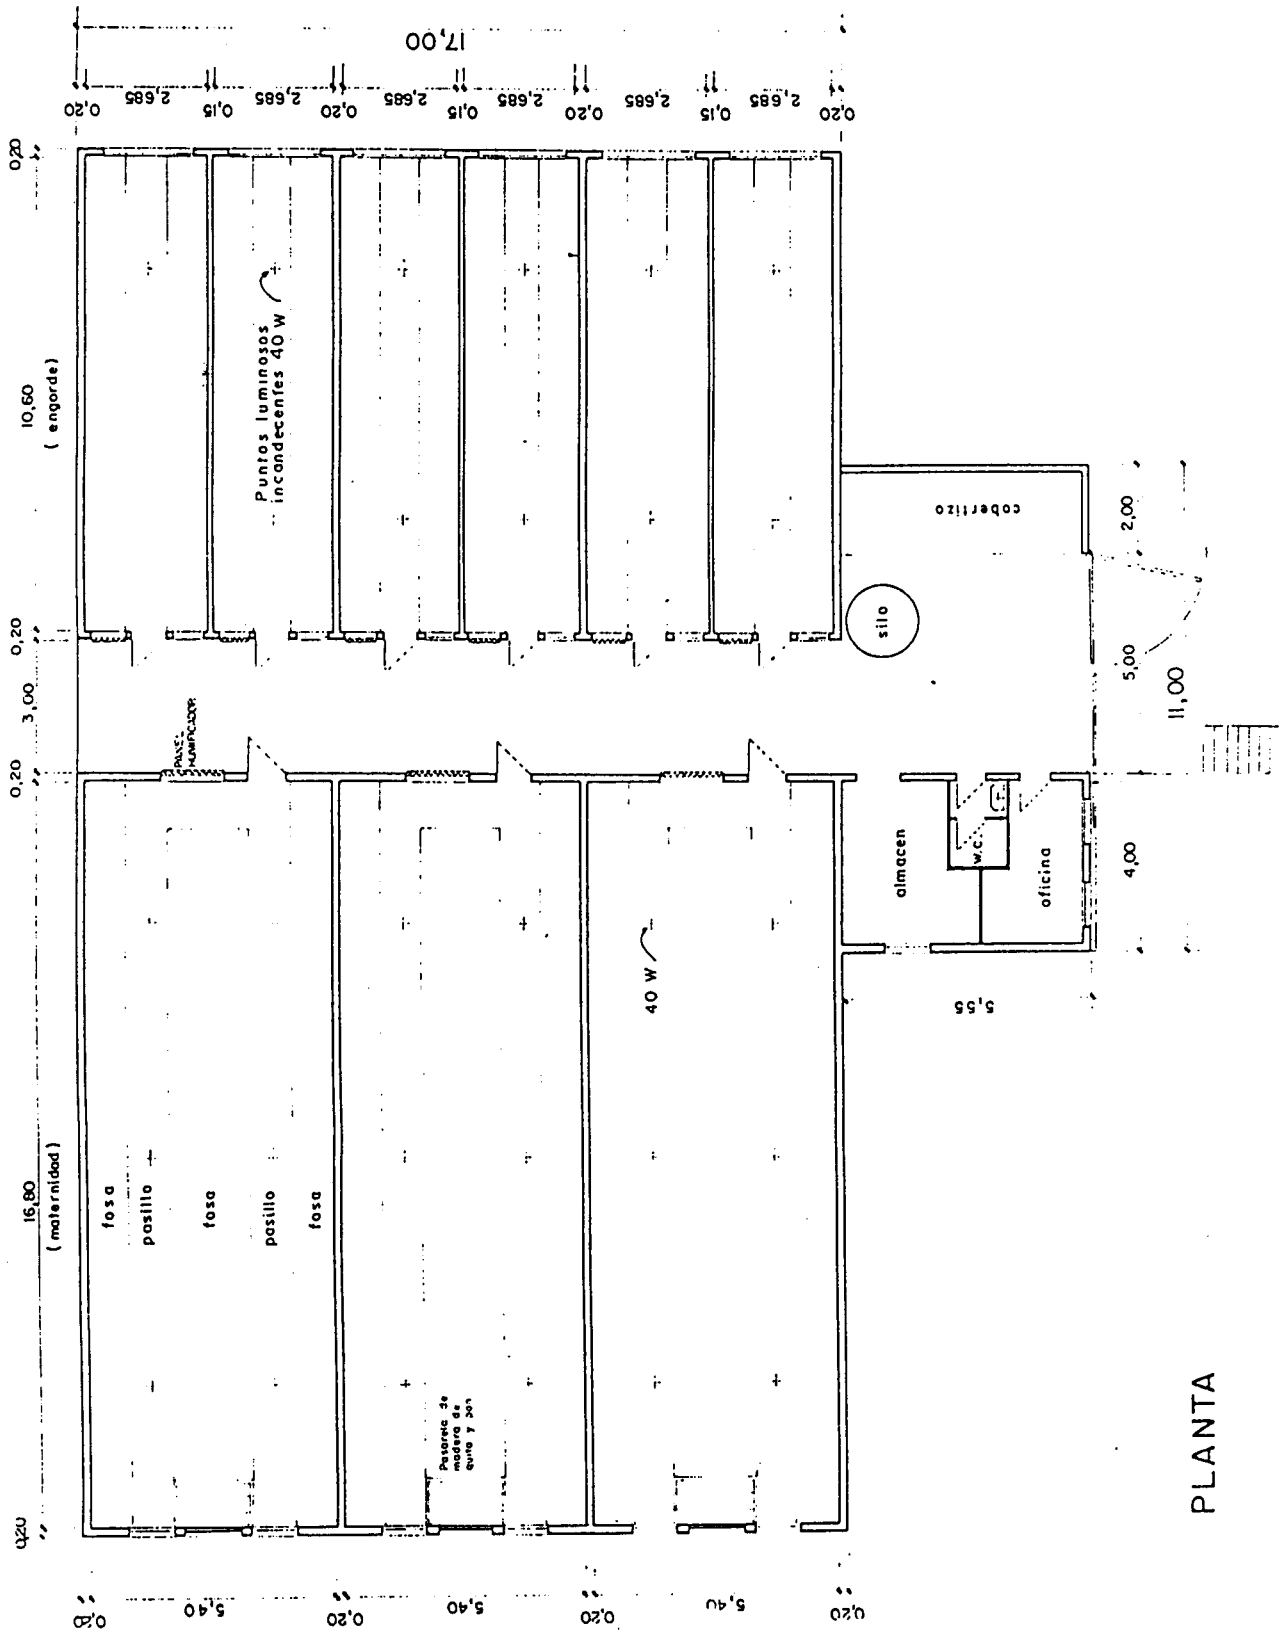 0,20
16,80
(maternidad)
0,20
3,00
0,20
10,60
(engorde)
0,20
0,20
5,40
0,20
5,40
0,20
5,40
0,20
fosa
pasillo
fosa
pasillo
fosa
PANEL
HUMIFICADOR
Puntos luminosos
incandecentes 40 W
Pasarela de
madera de
quita y pon
40 W
0,20
2,685
0,15
2,685
0,20
2,685
0,15
2,685
0,20
2,685
0,15
2,685
0,20
17,00
almacen
W.C.
oficina
silo
cobertizo
5,55
4,00
5,00
2,00
11,00
PLANTA